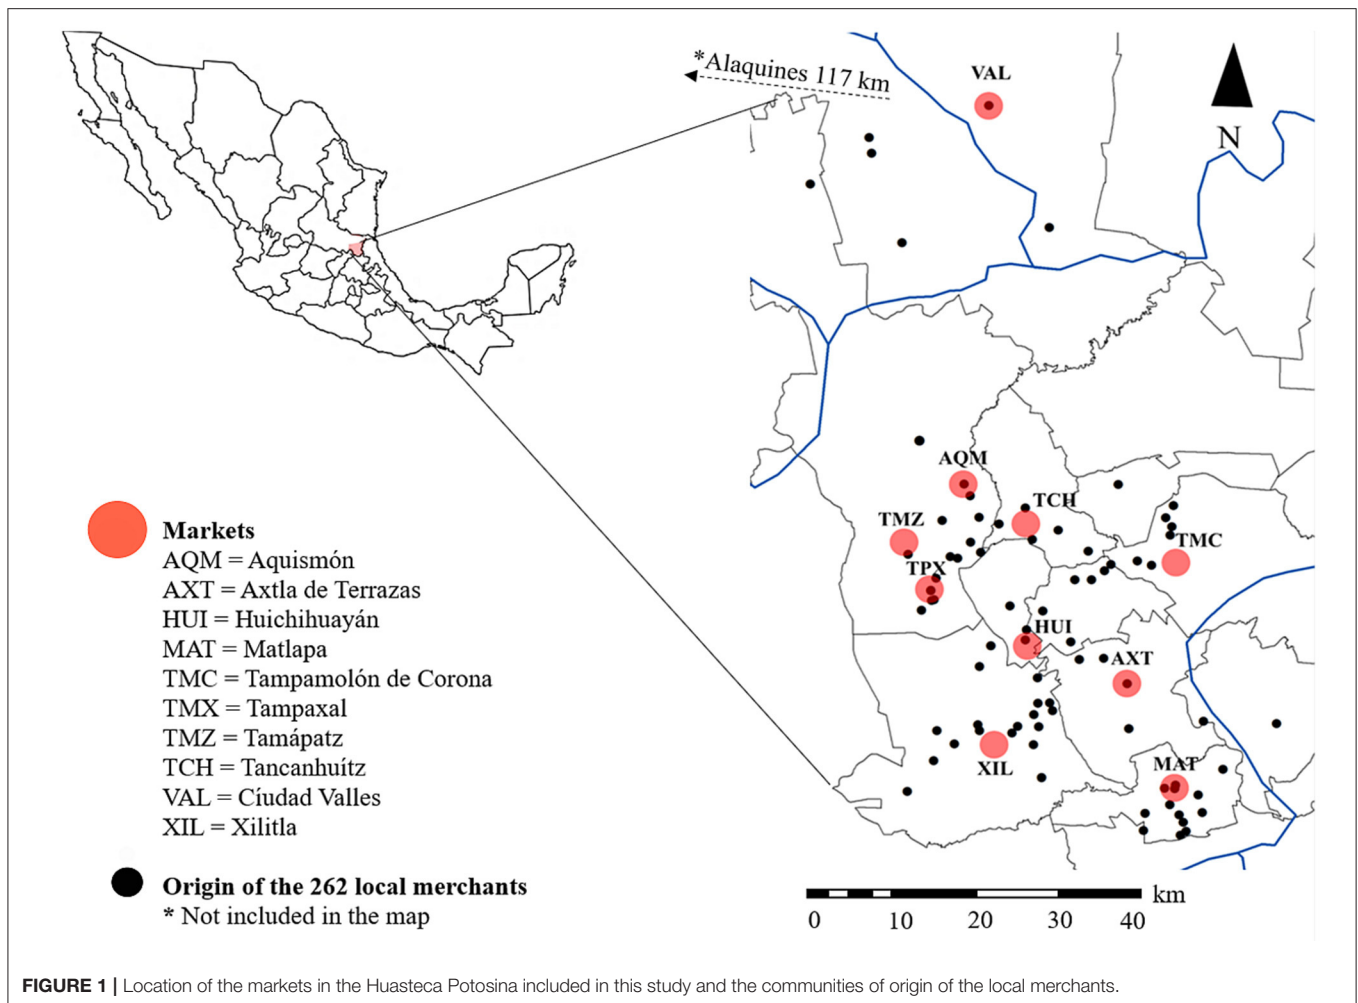 *Alaquines 117 km
VAL
N
AQM
TCH
TMZ
TMC
TPX
HUI
AXT
XIL
MAT
Markets
AQM = Aquismón
AXT = Axtla de Terrazas
HUI = Huichihuayán
MAT = Matlapa
TMC = Tampamolón de Corona
TMX = Tampaxal
TMZ = Tamápatz
TCH = Tancanhuítz
VAL = Cíudad Valles
XIL = Xilitla
Origin of the 262 local merchants
* Not included in the map
km
0 10 20 30 40
FIGURE 1 | Location of the markets in the Huasteca Potosina included in this study and the communities of origin of the local merchants.